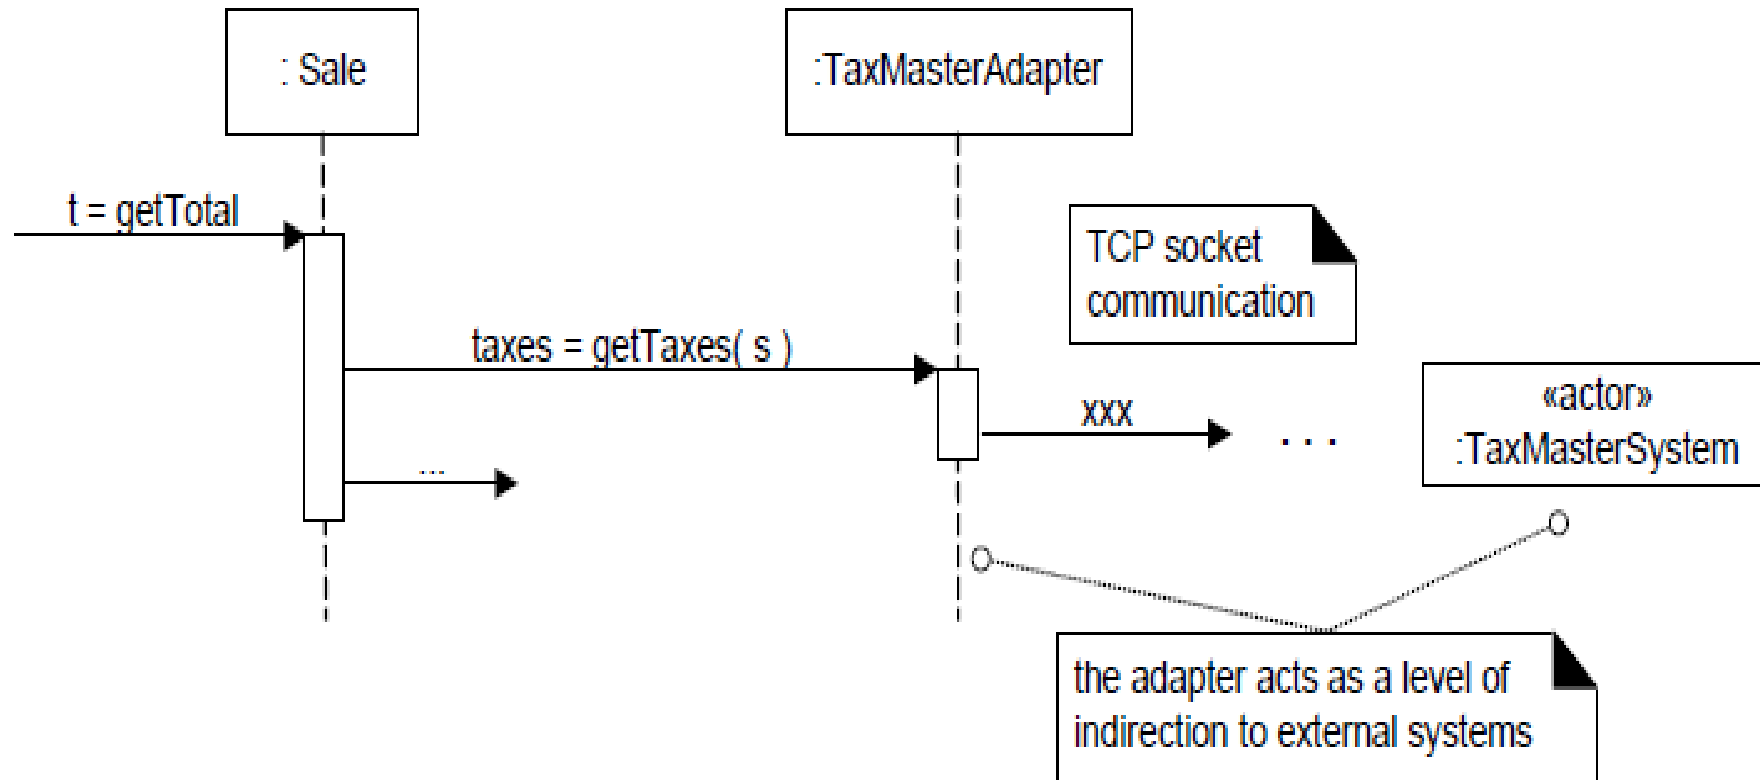 : Sale
:TaxMasterAdapter
t = getTotal
TCP socket
communication
taxes = getTaxes( s )
«actor»
:TaxMasterSystem
xxx
. . .
...
the adapter acts as a level of
indirection to external systems